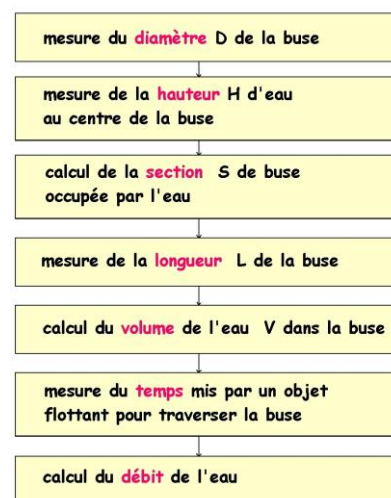 mesure du diamètre D de la buse
mesure de la hauteur H d'eau
au centre de la buse
calcul de la section S de buse
occupée par l'eau
mesure de la longueur L de la buse
calcul du volume de l'eau V dans la buse
mesure du temps mis par un objet
flottant pour traverser la buse
calcul du débit de l'eau